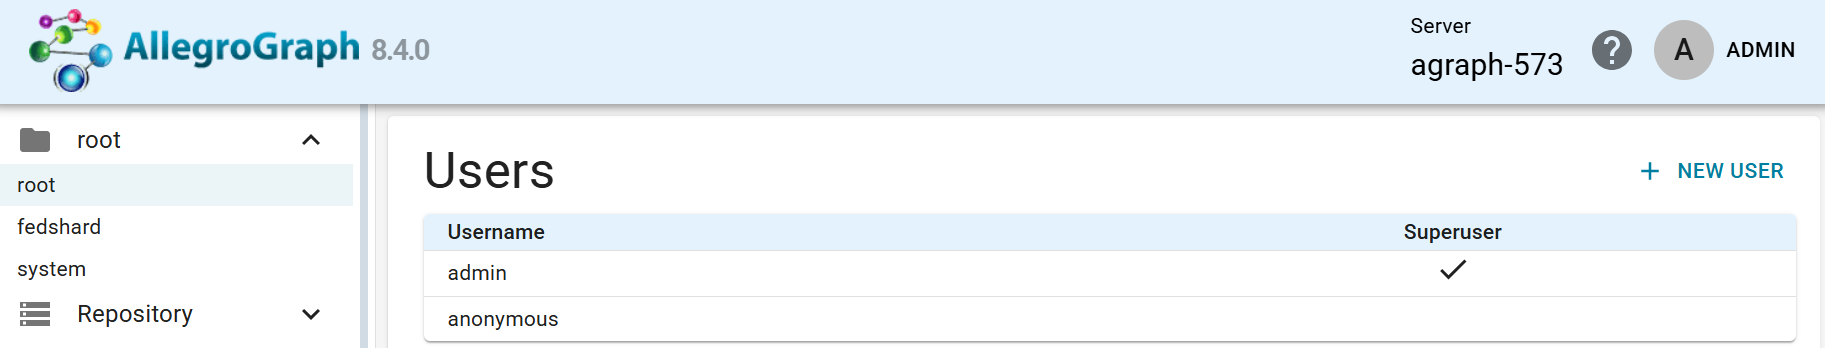 AllegroGraph 8.4.0
Server
agraph-573
?
A
ADMIN
root
root
fedshard
system
Repository
Users
+ NEW USER
Username Superuser
admin ✓
anonymous